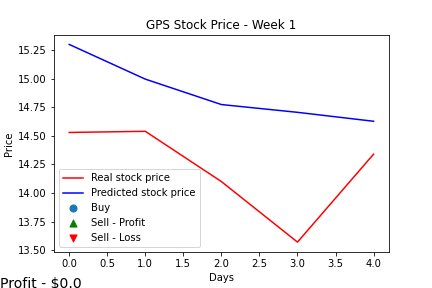 GPS Stock Price - Week 1
15.25
15.00
14.75
14.50
14.25
14.00
13.75
13.50
Price
Real stock price
Predicted stock price
Buy
Sell - Profit
Sell - Loss
0.0 0.5 1.0 1.5 2.0 2.5 3.0 3.5 4.0
Days
Profit - $0.0